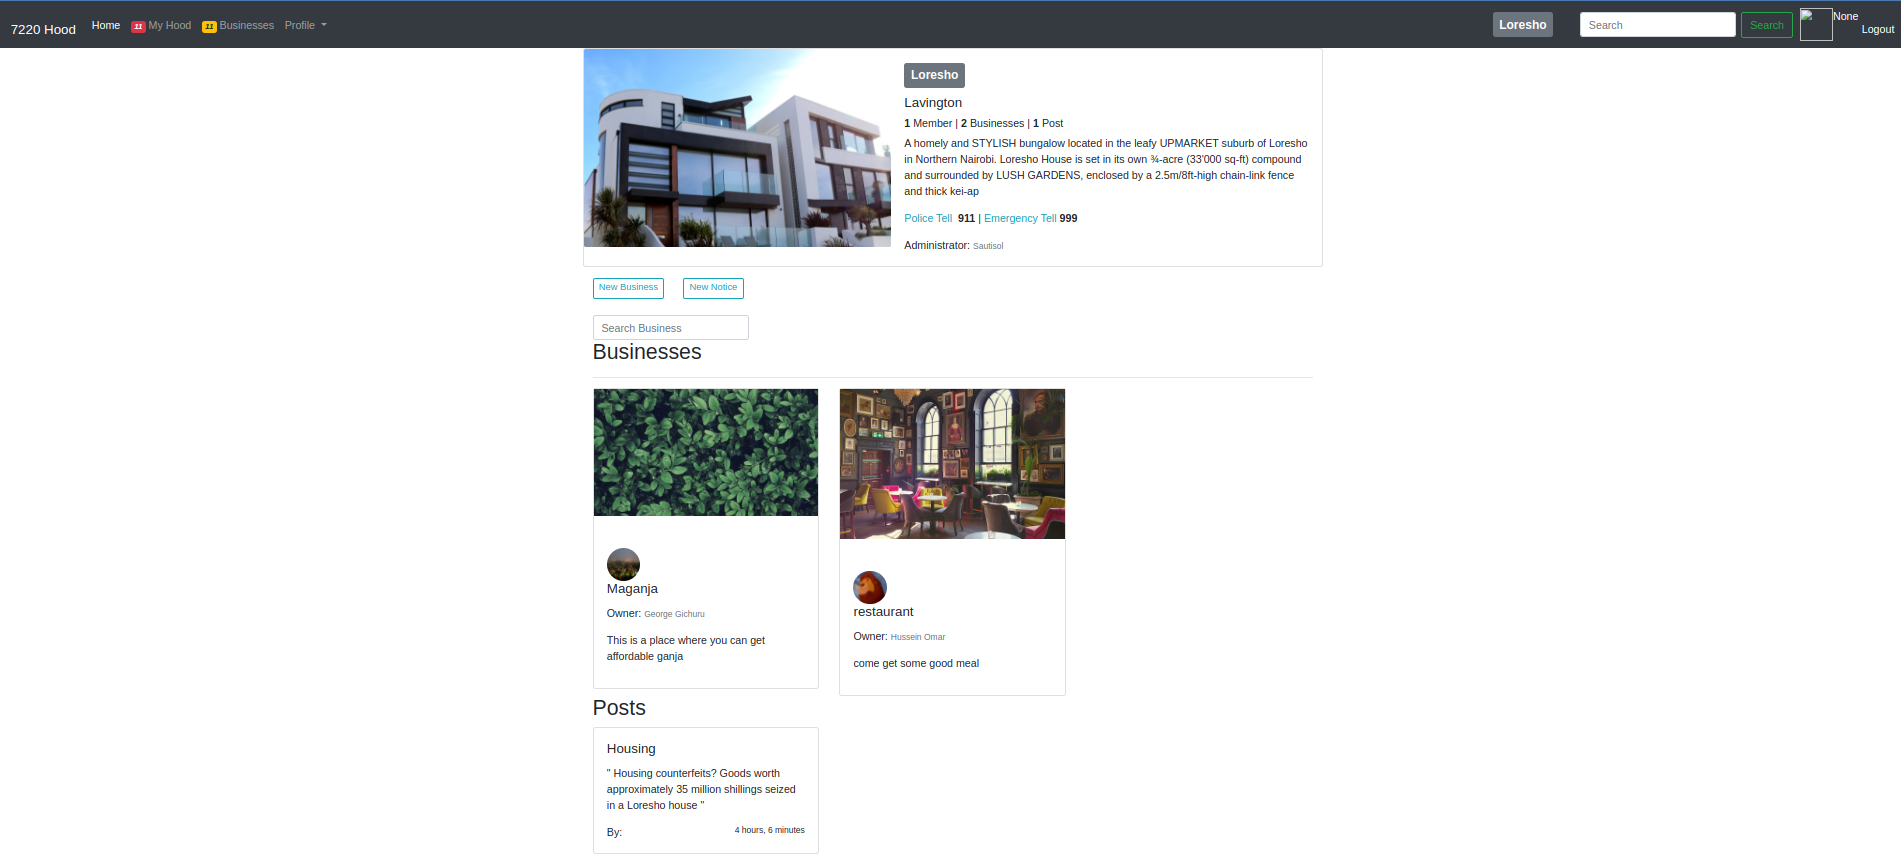 7220 Hood Home 11 My Hood 11 Businesses Profile Loresho Search Search None Logout
Loresho
Lavington
1 Member | 2 Businesses | 1 Post
A homely and STYLISH bungalow located in the leafy UPMARKET suburb of Loresho
in Northern Nairobi. Loresho House is set in its own ¾-acre (33'000 sq-ft) compound
and surrounded by LUSH GARDENS, enclosed by a 2.5m/8ft-high chain-link fence
and thick kei-ap
Police Tell 911 | Emergency Tell 999
Administrator: Sautisol
New Business New Notice
Search Business
Businesses
Maganja
Owner: George Gichuru
This is a place where you can get
affordable ganja
restaurant
Owner: Hussein Omar
come get some good meal
Posts
Housing
" Housing counterfeits? Goods worth
approximately 35 million shillings seized
in a Loresho house "
By: 4 hours, 6 minutes